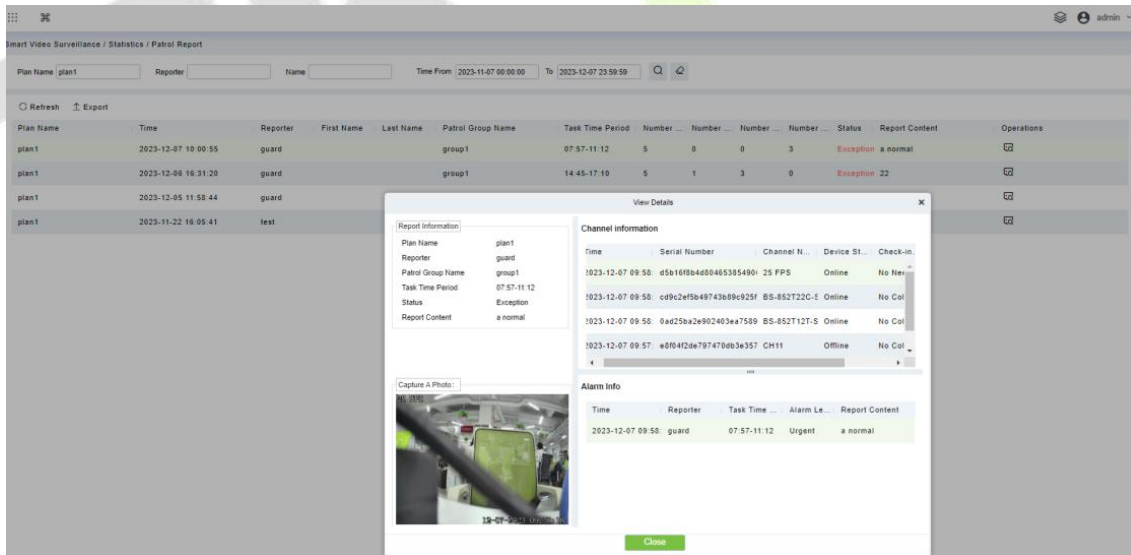 admin
Smart Video Surveillance / Statistics / Patrol Report
Plan Name plan1 Reporter Name Time From 2023-11-07 00:00:00 To 2023-12-07 23:59:59
Refresh Export
Plan Name Time Reporter First Name Last Name Patrol Group Name Task Time Period Number ... Number ... Number ... Number ... Status Report Content Operations
plan1 2023-12-07 10:00:55 guard group1 07:57-11:12 5 0 0 3 Exception a normal
plan1 2023-12-06 16:31:20 guard group1 14:45-17:10 5 1 3 0 Exception 22
plan1 2023-12-05 11:58:44 guard
plan1 2023-11-22 16:05:41 test
View Details
Report Information
Plan Name plan1
Reporter guard
Patrol Group Name group1
Task Time Period 07:57-11:12
Status Exception
Report Content a normal
Capture A Photo:
Channel information
Time Serial Number Channel N... Device St... Check-in.
2023-12-07 09:58: 25 FPS Online No Ne
2023-12-07 09:58: BS-852T22C-S Online No Col
2023-12-07 09:58: BS-852T12T-S Online No Col
2023-12-07 09:57: CH11 Offline No Col
Alarm Info
Time Reporter Task Time ... Alarm Le... Report Content
2023-12-07 09:58: guard 07:57-11:12 Urgent a normal
Close